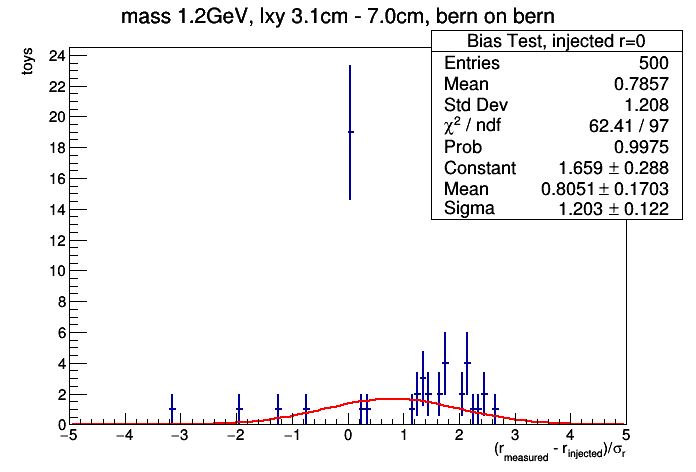 mass 1.2GeV, lxy 3.1cm - 7.0cm, bern on bern
Bias Test, injected r=0
Entries 500
Mean 0.7857
Std Dev 1.208
χ² / ndf 62.41 / 97
Prob 0.9975
Constant 1.659 ± 0.288
Mean 0.8051 ± 0.1703
Sigma 1.203 ± 0.122
toys
24
22
20
18
16
14
12
10
8
6
4
2
0
−5 −4 −3 −2 −1 0 1 2 3 4 5
(r_measured - r_injected)/σ_r